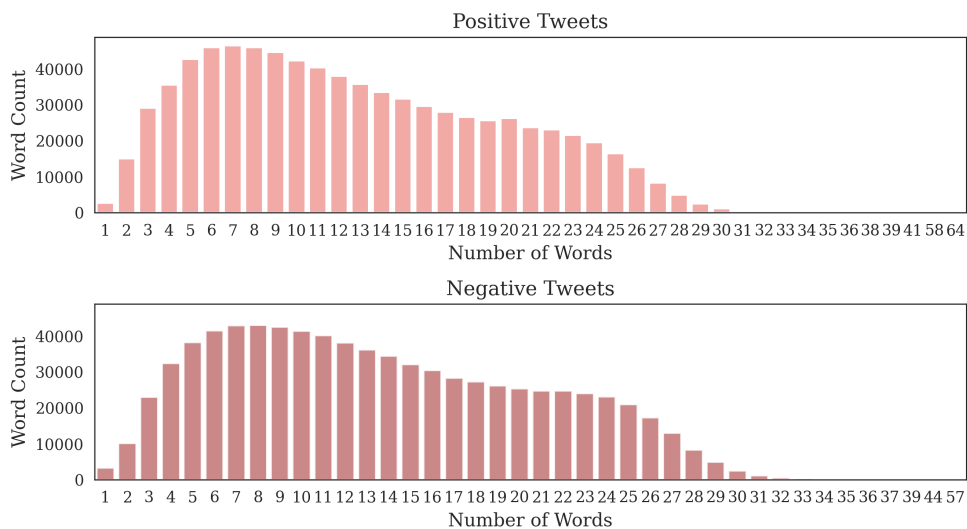 Positive Tweets
Word Count
40000
30000
20000
10000
0
1 2 3 4 5 6 7 8 9 10 11 12 13 14 15 16 17 18 19 20 21 22 23 24 25 26 27 28 29 30 31 32 33 34 35 36 38 39 41 58 64
Number of Words
Negative Tweets
Word Count
40000
30000
20000
10000
0
1 2 3 4 5 6 7 8 9 10 11 12 13 14 15 16 17 18 19 20 21 22 23 24 25 26 27 28 29 30 31 32 33 34 35 36 37 39 44 57
Number of Words